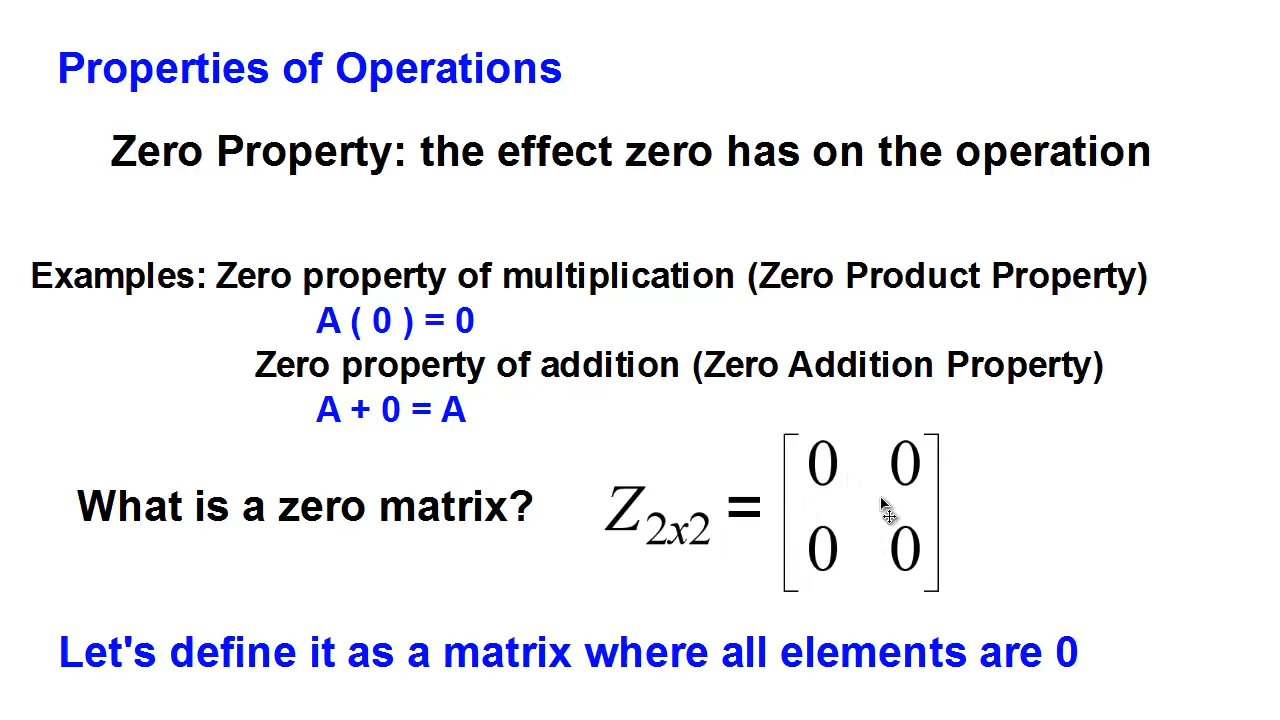 Properties of Operations
Zero Property: the effect zero has on the operation
Examples: Zero property of multiplication (Zero Product Property)
A ( 0 ) = 0
Zero property of addition (Zero Addition Property)
A + 0 = A
What is a zero matrix? Z2x2 = [0 0
0 0]
Let's define it as a matrix where all elements are 0